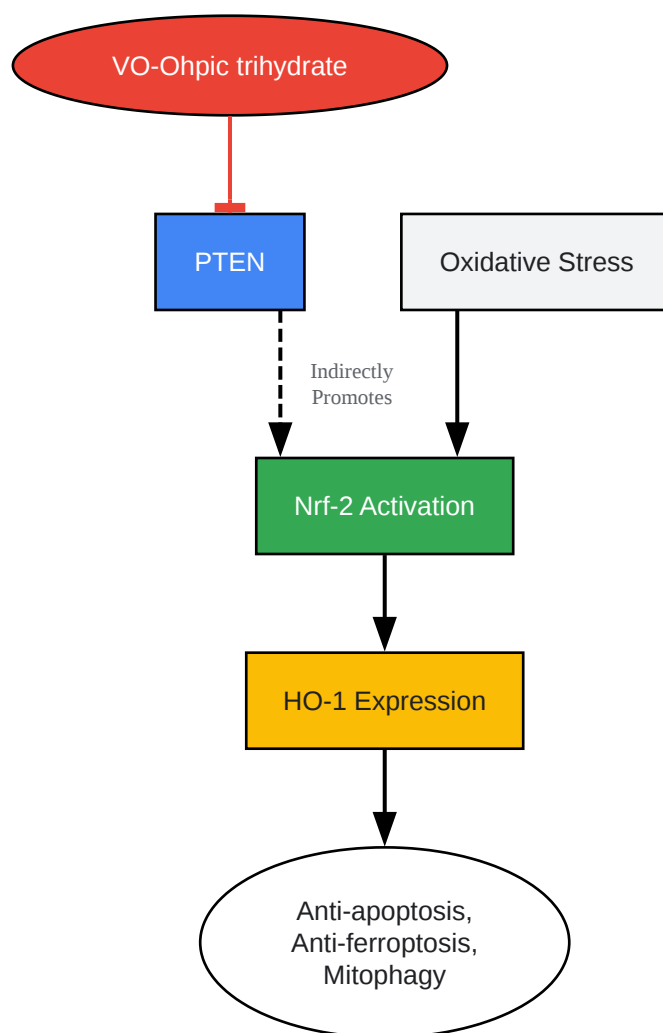 VO-Ohpic trihydrate
PTEN
Oxidative Stress
Indirectly
Promotes
Nrf-2 Activation
HO-1 Expression
Anti-apoptosis,
Anti-ferroptosis,
Mitophagy